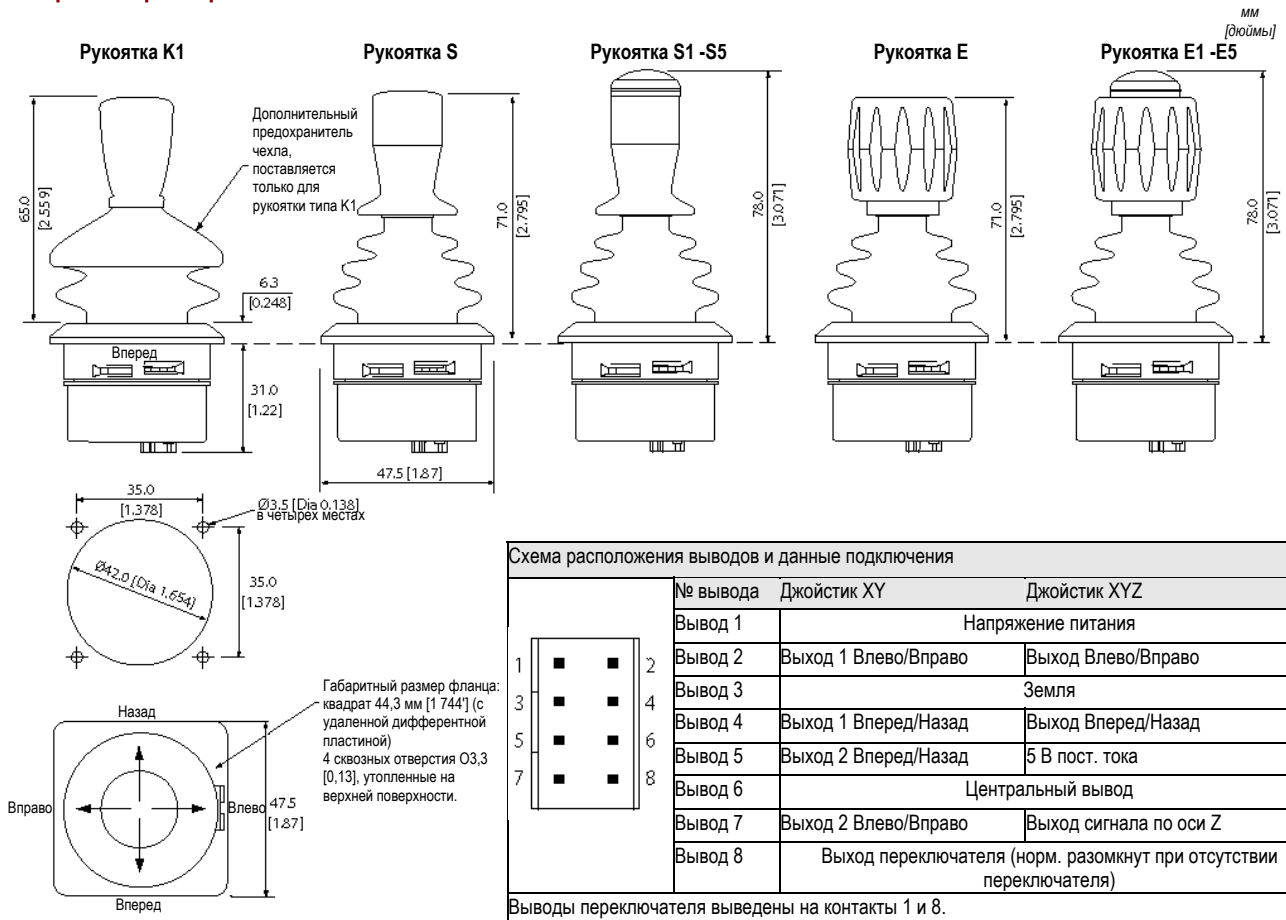 мм
[дюймы]
Рукоятка K1
Рукоятка S
Рукоятка S1 -S5
Рукоятка E
Рукоятка E1 -E5
Дополнительный
предохранитель
чехла,
поставляется
только для
рукоятки типа K1
65.0
[2.559]
6.3
[0.248]
71.0
[2.795]
78.0
[3.071]
71.0
[2.795]
78.0
[3.071]
Вперед
31.0
[1.22]
47.5 [1.87]
35.0
[1.378]
Ø3.5 [Dia 0.138]
в четырех местах
Ø42.0 [Dia 1.654]
35.0
[1.378]
Габаритный размер фланца:
квадрат 44,3 мм [1 744'] (с
удаленной дифферентной
пластиной)
4 сквозных отверстия О3,3
[0,13], утопленные на
верхней поверхности.
Назад
Вправо
Влево
47.5
[1.87]
Вперед
Схема расположения выводов и данные подключения
№ вывода Джойстик XY Джойстик XYZ
Вывод 1 Напряжение питания
Вывод 2 Выход 1 Влево/Вправо Выход Влево/Вправо
Вывод 3 Земля
Вывод 4 Выход 1 Вперед/Назад Выход Вперед/Назад
Вывод 5 Выход 2 Вперед/Назад 5 В пост. тока
Вывод 6 Центральный вывод
Вывод 7 Выход 2 Влево/Вправо Выход сигнала по оси Z
Вывод 8 Выход переключателя (норм. разомкнут при отсутствии
переключателя)
1 2
3 4
5 6
7 8
Выводы переключателя выведены на контакты 1 и 8.